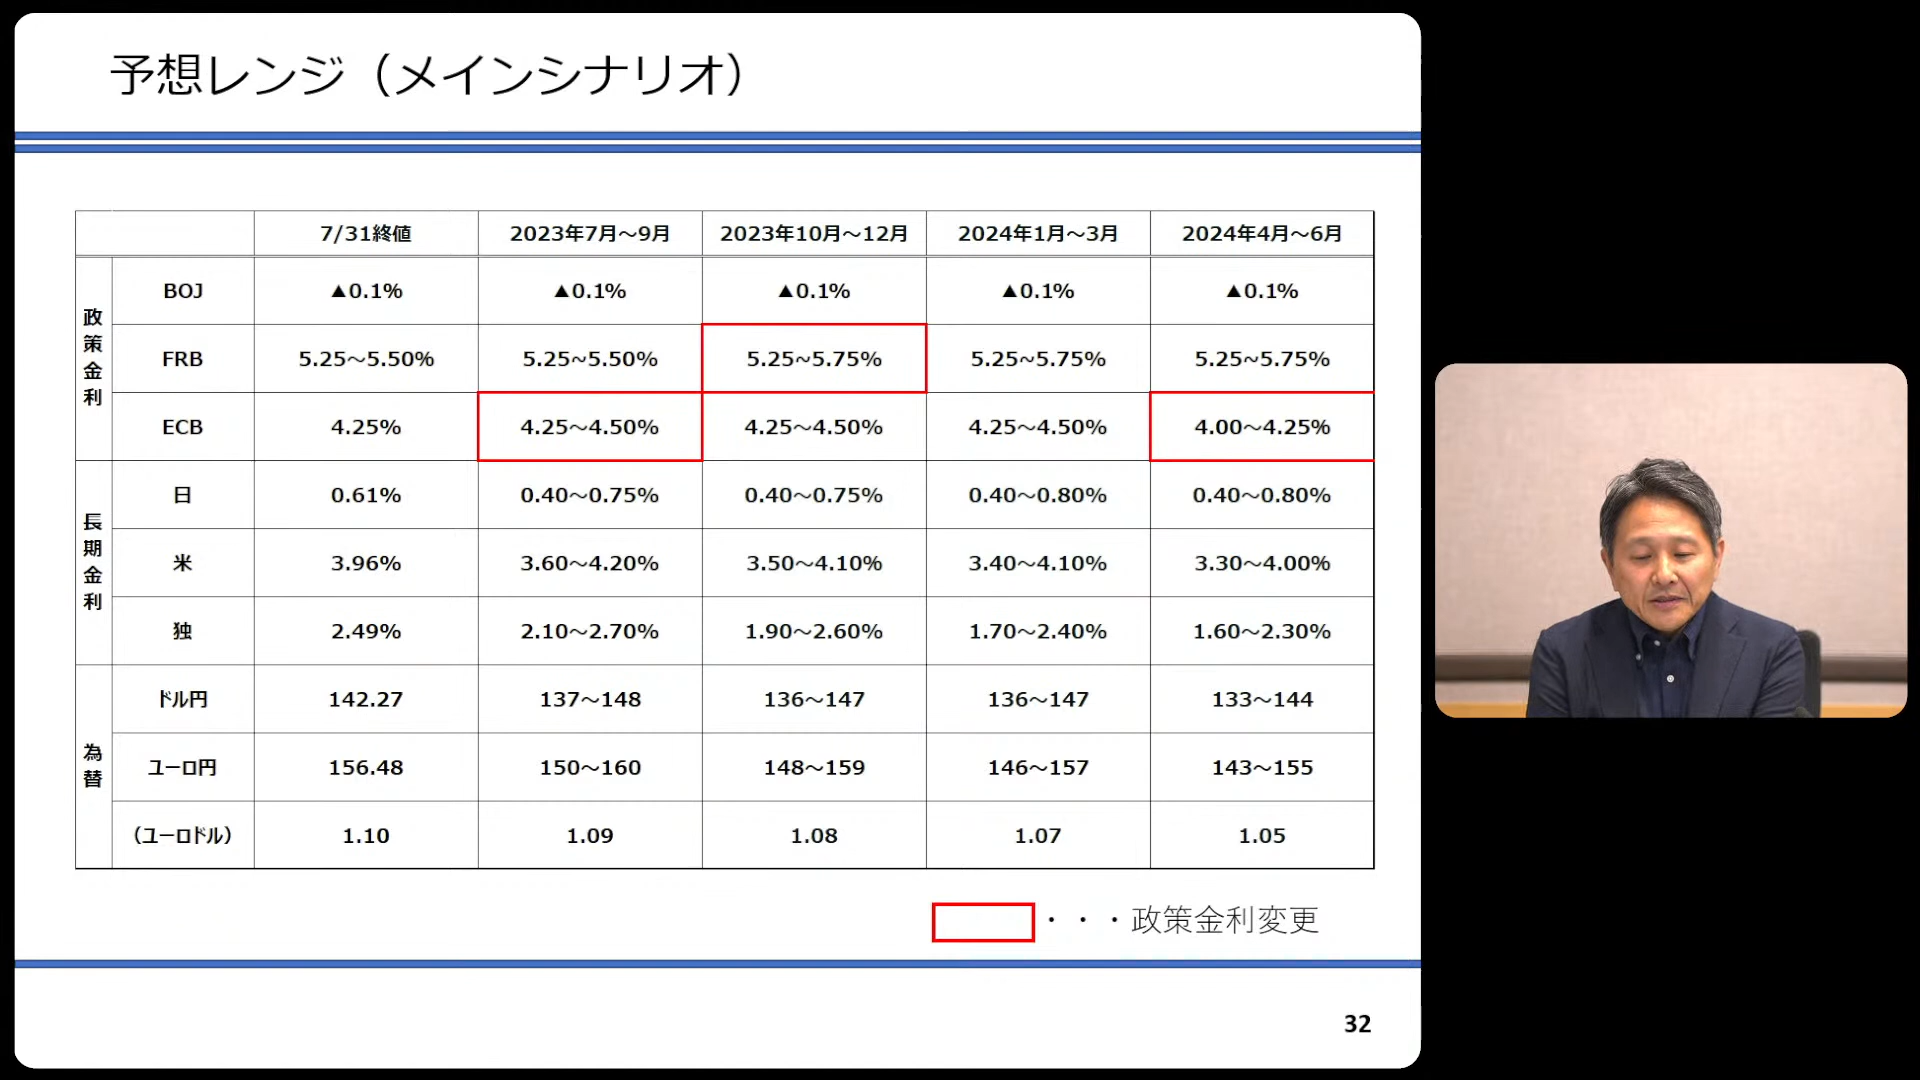 予想レンジ（メインシナリオ）
7/31終値 2023年7月～9月 2023年10月～12月 2024年1月～3月 2024年4月～6月
政策金利
BOJ ▲0.1% ▲0.1% ▲0.1% ▲0.1% ▲0.1%
FRB 5.25～5.50% 5.25~5.50% 5.25~5.75% 5.25~5.75% 5.25~5.75%
ECB 4.25% 4.25～4.50% 4.25～4.50% 4.25～4.50% 4.00～4.25%
長期金利
日 0.61% 0.40～0.75% 0.40～0.75% 0.40～0.80% 0.40～0.80%
米 3.96% 3.60～4.20% 3.50～4.10% 3.40～4.10% 3.30～4.00%
独 2.49% 2.10～2.70% 1.90～2.60% 1.70～2.40% 1.60～2.30%
為替
ドル円 142.27 137～148 136～147 136～147 133～144
ユーロ円 156.48 150～160 148～159 146～157 143～155
（ユーロドル） 1.10 1.09 1.08 1.07 1.05
・・・政策金利変更
32